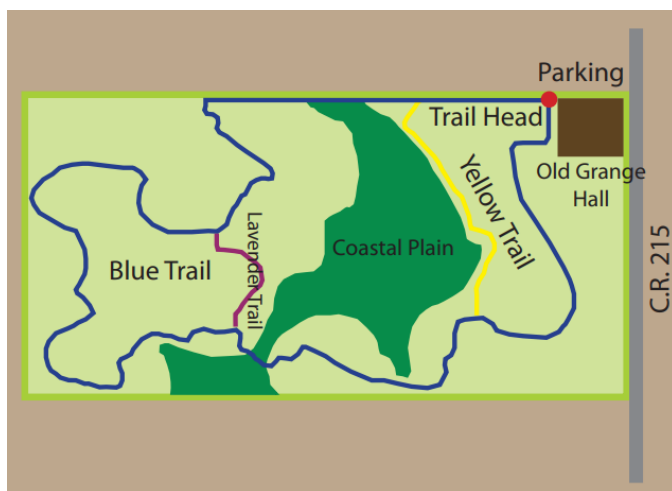 Parking
Trail Head
Old Grange
Hall
Yellow Trail
Lavender Trail
Coastal Plain
Blue Trail
C.R. 215